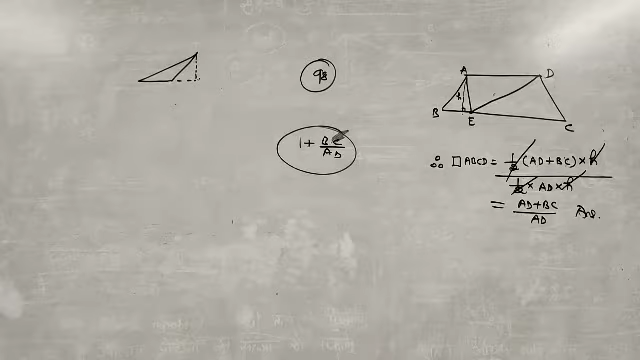 98
1 + BC/AD
A D
h
B E C
∴ □ABCD = 1/2 (AD+BC) × h
1/2 × AD × h
= AD+BC/AD Ans.